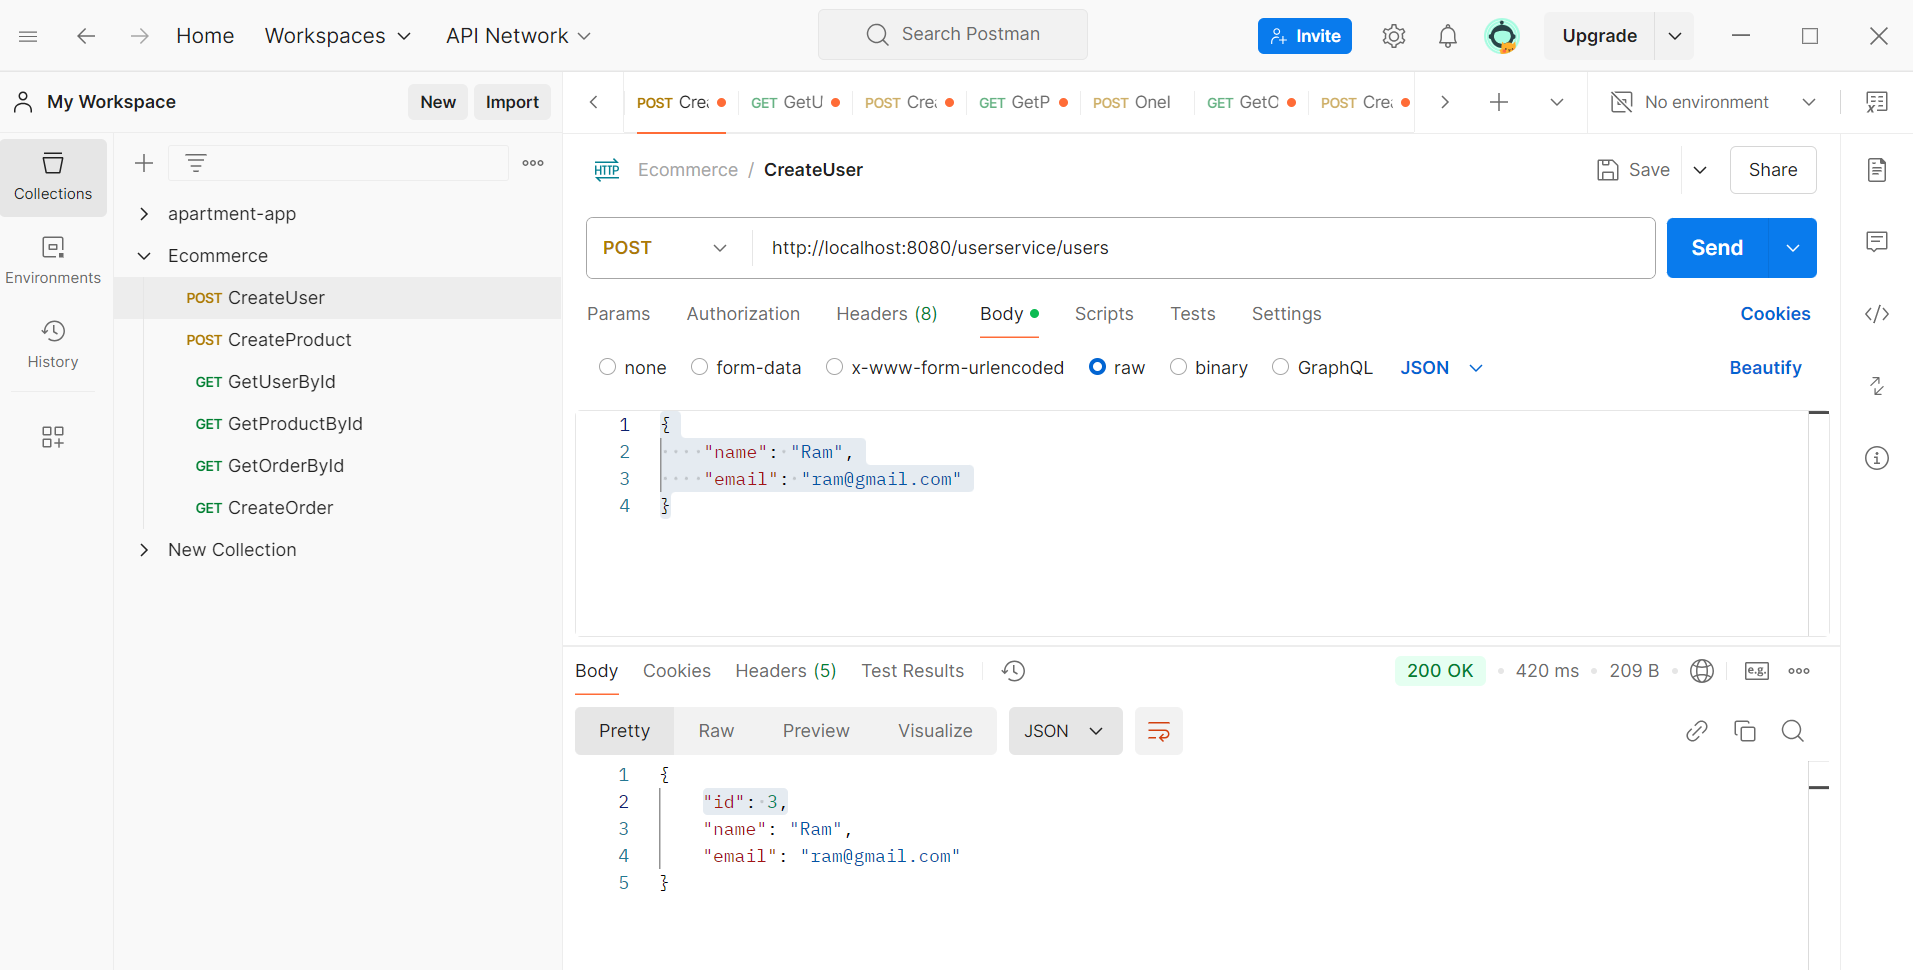 Home Workspaces API Network Search Postman Invite Upgrade
My Workspace New Import
POST Crea GET GetU POST Crea GET GetP POST OneI GET GetO POST Crea No environment
Collections
Environments
History
apartment-app
Ecommerce
POST CreateUser
POST CreateProduct
GET GetUserById
GET GetProductById
GET GetOrderById
GET CreateOrder
New Collection
HTTP Ecommerce / CreateUser Save Share
POST http://localhost:8080/userservice/users Send
Params Authorization Headers (8) Body Scripts Tests Settings Cookies
none form-data x-www-form-urlencoded raw binary GraphQL JSON Beautify
1 {
2 "name": "Ram",
3 "email": "ram@gmail.com"
4 }
Body Cookies Headers (5) Test Results 200 OK 420 ms 209 B e.g.
Pretty Raw Preview Visualize JSON
1 {
2 "id": 3,
3 "name": "Ram",
4 "email": "ram@gmail.com"
5 }